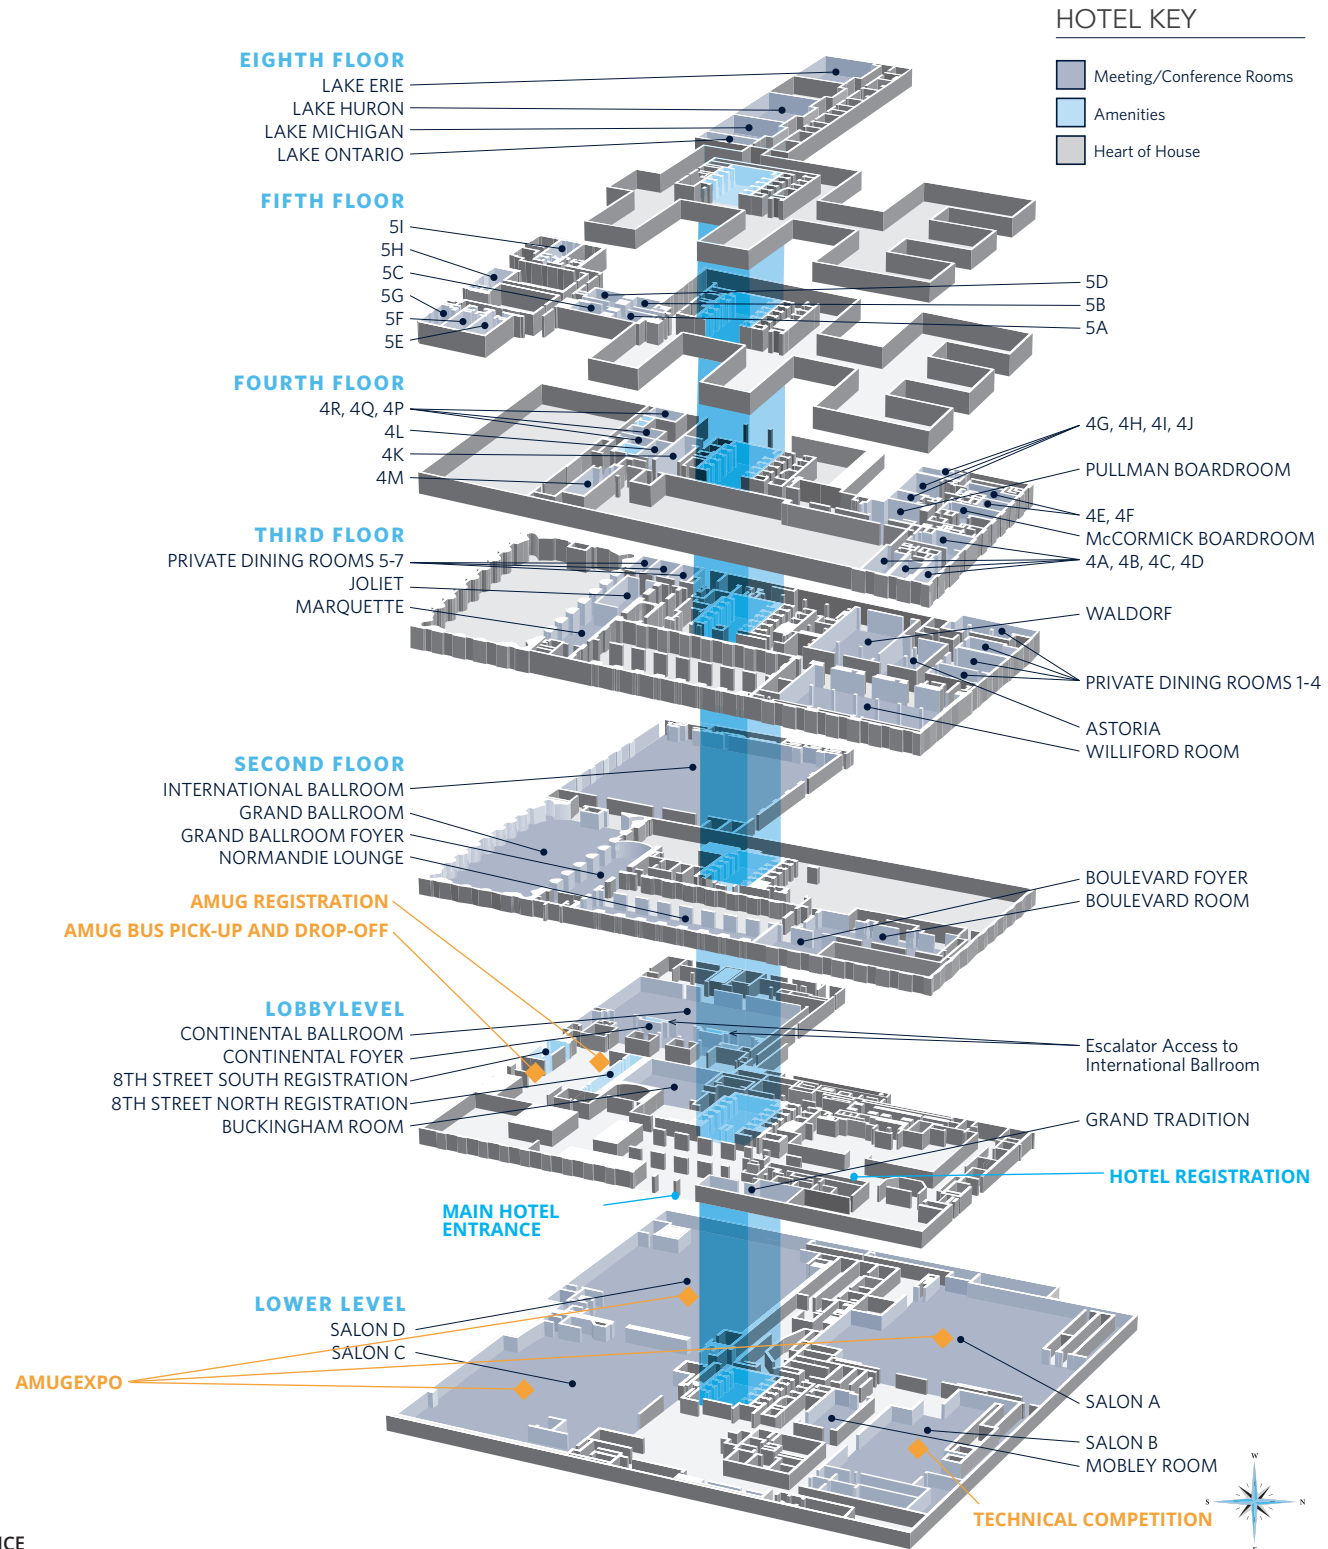 HOTEL KEY
Meeting/Conference Rooms
Amenities
Heart of House
EIGHTH FLOOR
LAKE ERIE
LAKE HURON
LAKE MICHIGAN
LAKE ONTARIO
FIFTH FLOOR
5I
5H
5C
5G
5F
5E
5D
5B
5A
FOURTH FLOOR
4R, 4Q, 4P
4L
4K
4M
4G, 4H, 4I, 4J
PULLMAN BOARDROOM
4E, 4F
McCORMICK BOARDROOM
4A, 4B, 4C, 4D
THIRD FLOOR
PRIVATE DINING ROOMS 5-7
JOLIET
MARQUETTE
WALDORF
PRIVATE DINING ROOMS 1-4
ASTORIA
WILLIFORD ROOM
SECOND FLOOR
INTERNATIONAL BALLROOM
GRAND BALLROOM
GRAND BALLROOM FOYER
NORMANDIE LOUNGE
BOULEVARD FOYER
BOULEVARD ROOM
AMUG REGISTRATION
AMUG BUS PICK-UP AND DROP-OFF
LOBBYLEVEL
CONTINENTAL BALLROOM
CONTINENTAL FOYER
8TH STREET SOUTH REGISTRATION
8TH STREET NORTH REGISTRATION
BUCKINGHAM ROOM
Escalator Access to
International Ballroom
GRAND TRADITION
HOTEL REGISTRATION
MAIN HOTEL
ENTRANCE
LOWER LEVEL
SALON D
SALON C
AMUGEXPO
SALON A
SALON B
MOBLEY ROOM
TECHNICAL COMPETITION
W
S
N
ICE